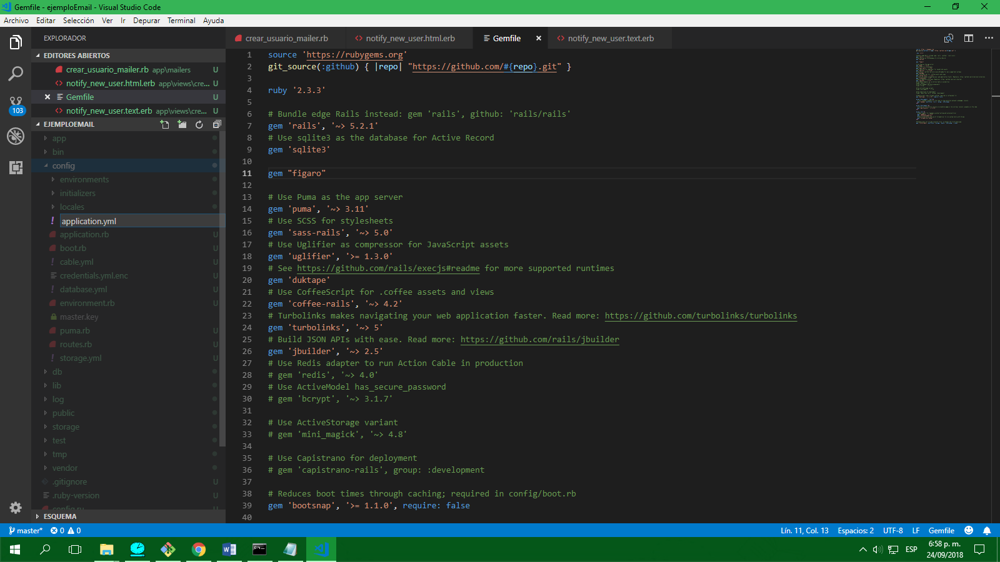 Gemfile - ejemploEmail - Visual Studio Code
Archivo Editar Selección Ver Ir Depurar Terminal Ayuda
EXPLORADOR
EDITORES ABIERTOS
crear_usuario_mailer.rb app\mailers U
notify_new_user.html.erb app\views\cre... U
Gemfile U
notify_new_user.text.erb app\views\cre... U
EJEMPLOEMAIL
app
bin
config
environments
initializers
locales
application.yml
application.rb U
boot.rb U
cable.yml U
credentials.yml.enc U
database.yml U
environment.rb U
master.key
puma.rb U
routes.rb U
storage.yml U
db
lib
log
public
storage
test
tmp
vendor
.gitignore U
.ruby-version U
config.ru
ESQUEMA
103
crear_usuario_mailer.rb notify_new_user.html.erb Gemfile notify_new_user.text.erb
1 source 'https://rubygems.org'
2 git_source(:github) { |repo| "https://github.com/#{repo}.git" }
3
4 ruby '2.3.3'
5
6 # Bundle edge Rails instead: gem 'rails', github: 'rails/rails'
7 gem 'rails', '~> 5.2.1'
8 # Use sqlite3 as the database for Active Record
9 gem 'sqlite3'
10
11 gem "figaro"
12
13 # Use Puma as the app server
14 gem 'puma', '~> 3.11'
15 # Use SCSS for stylesheets
16 gem 'sass-rails', '~> 5.0'
17 # Use Uglifier as compressor for JavaScript assets
18 gem 'uglifier', '>= 1.3.0'
19 # See https://github.com/rails/execjs#readme for more supported runtimes
20 gem 'duktape'
21 # Use CoffeeScript for .coffee assets and views
22 gem 'coffee-rails', '~> 4.2'
23 # Turbolinks makes navigating your web application faster. Read more: https://github.com/turbolinks/turbolinks
24 gem 'turbolinks', '~> 5'
25 # Build JSON APIs with ease. Read more: https://github.com/rails/jbuilder
26 gem 'jbuilder', '~> 2.5'
27 # Use Redis adapter to run Action Cable in production
28 # gem 'redis', '~> 4.0'
29 # Use ActiveModel has_secure_password
30 # gem 'bcrypt', '~> 3.1.7'
31
32 # Use ActiveStorage variant
33 # gem 'mini_magick', '~> 4.8'
34
35 # Use Capistrano for deployment
36 # gem 'capistrano-rails', group: :development
37
38 # Reduces boot times through caching; required in config/boot.rb
39 gem 'bootsnap', '>= 1.1.0', require: false
40
master* 0 0 Lín. 11, Col. 13 Espacios: 2 UTF-8 LF Gemfile
ESP 6:58 p. m.
24/09/2018